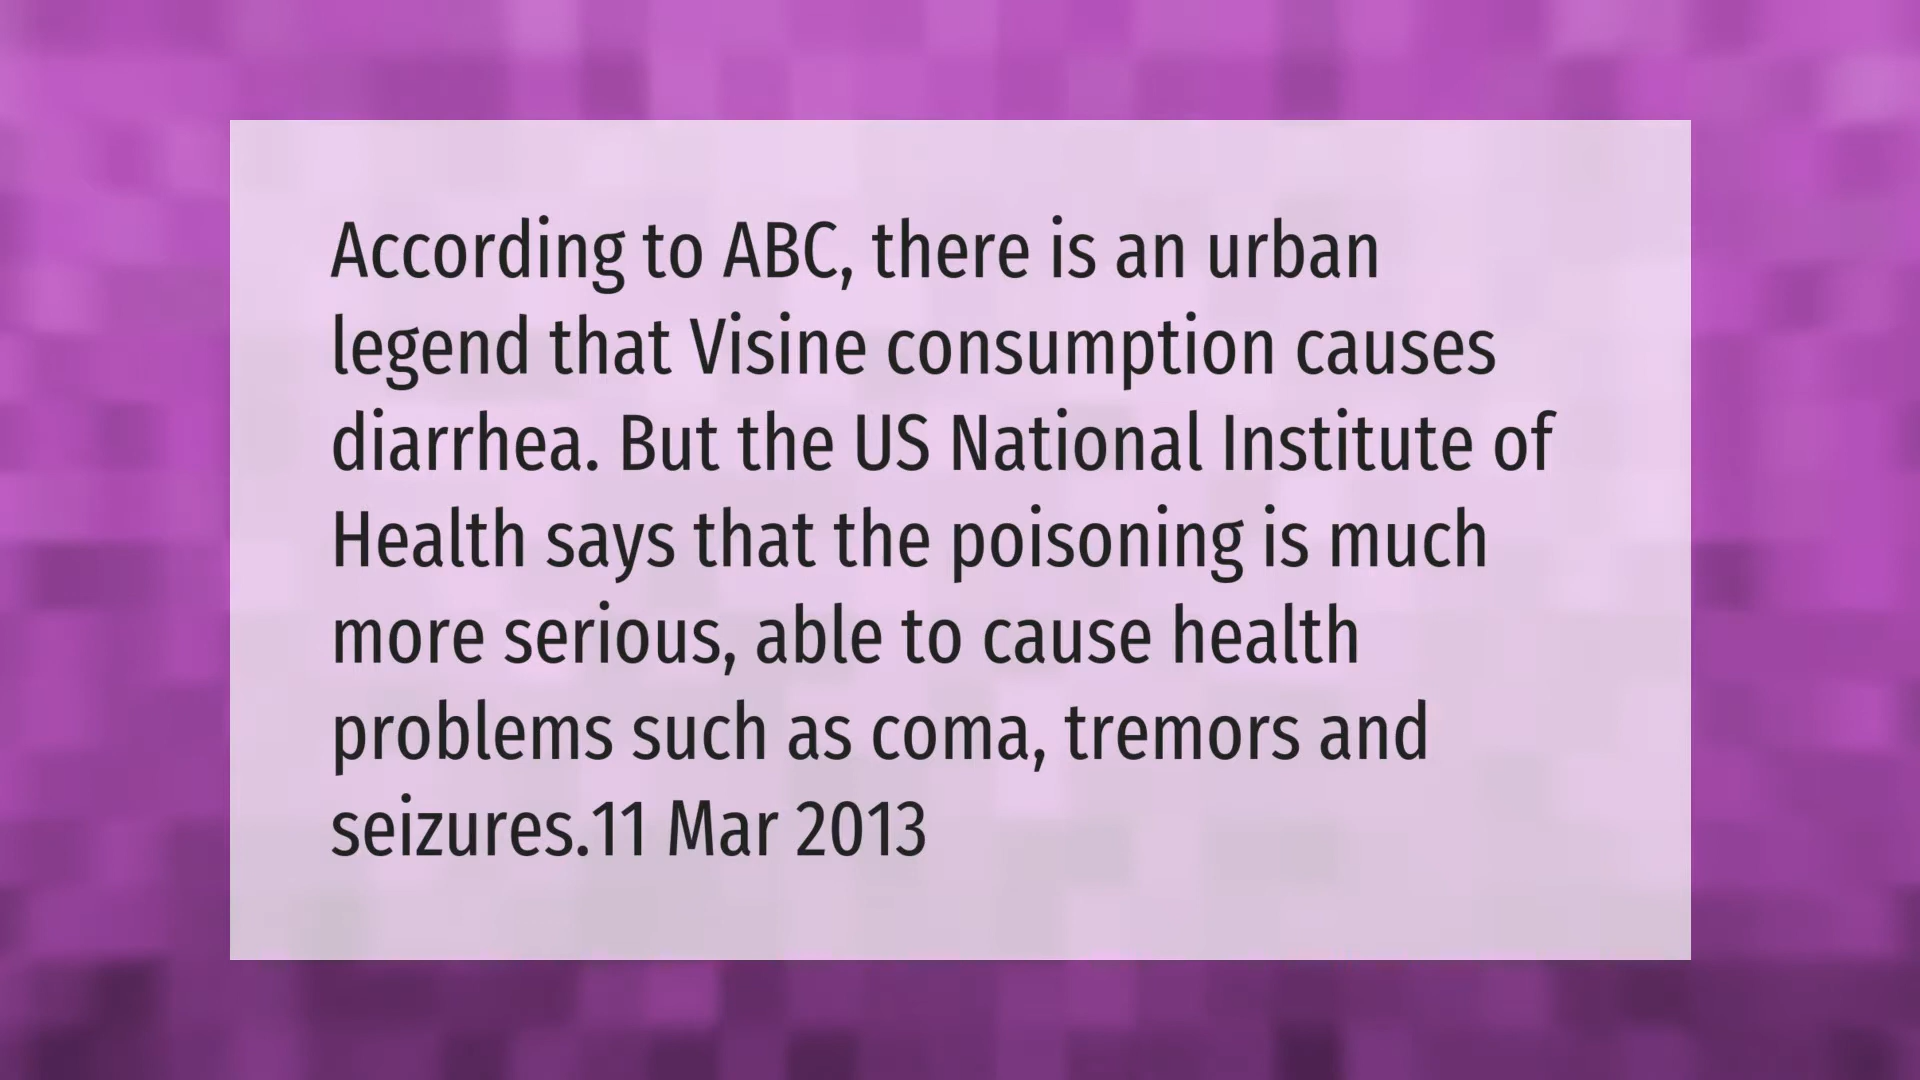 According to ABC, there is an urban
legend that Visine consumption causes
diarrhea. But the US National Institute of
Health says that the poisoning is much
more serious, able to cause health
problems such as coma, tremors and
seizures.11 Mar 2013